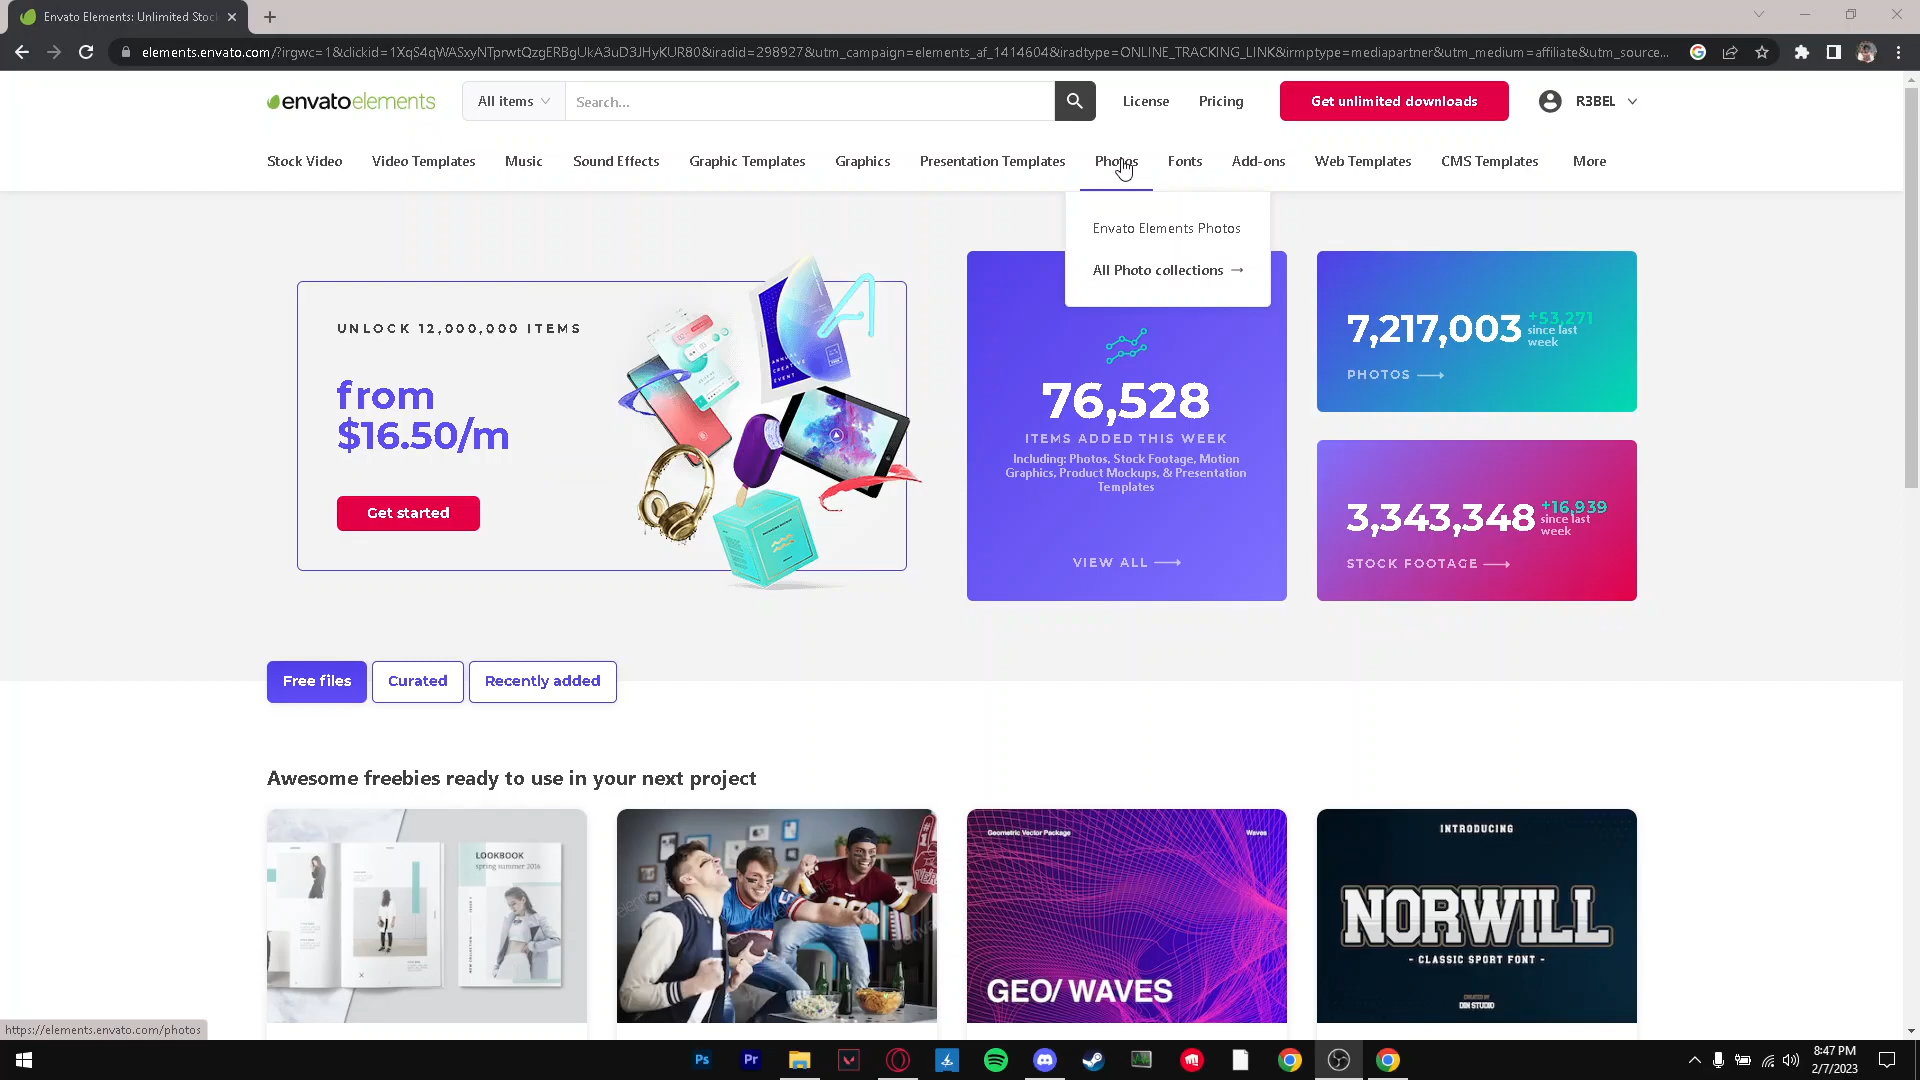 Envato Elements: Unlimited Stoc
elements.envato.com/?irgwc=1&clickid=1XqS4qWASxyNTprwtQzgERBgUkA3uD3JHyKUR80&iradid=298927&utm_campaign=elements_af_1414604&iradtype=ONLINE_TRACKING_LINK&irmptype=mediapartner&utm_medium=affiliate&utm_source...
envatoelements
All items
Search...
License
Pricing
Get unlimited downloads
R3BEL
Stock Video
Video Templates
Music
Sound Effects
Graphic Templates
Graphics
Presentation Templates
Photos
Fonts
Add-ons
Web Templates
CMS Templates
More
Envato Elements Photos
All Photo collections →
UNLOCK 12,000,000 ITEMS
from
$16.50/m
Get started
ANNUAL
CREATIVE
EVENT
76,528
ITEMS ADDED THIS WEEK
Including: Photos, Stock Footage, Motion
Graphics, Product Mockups, & Presentation
Templates
VIEW ALL
7,217,003
+53,271
since last
week
PHOTOS
3,343,348
+16,939
since last
week
STOCK FOOTAGE
Free files
Curated
Recently added
Awesome freebies ready to use in your next project
LOOKBOOK
spring summer 2016
Geometric Vector Package
Waves
GEO/ WAVES
INTRODUCING
NORWILL
- CLASSIC SPORT FONT -
CREATED BY
DIN STUDIO
https://elements.envato.com/photos
Ps
Pr
8:47 PM
2/7/2023